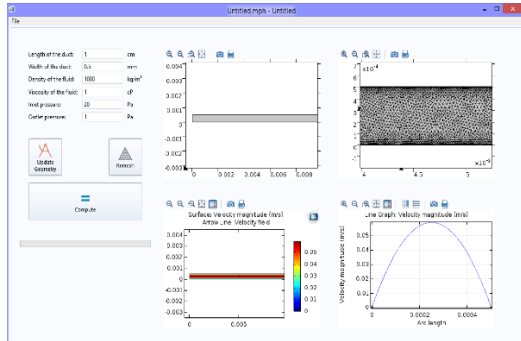 Untitled.mph - Untitled
File
Length of the duct: 1 cm
Width of the duct: 0.5 mm
Density of the fluid: 1000 kg/m³
Viscosity of the fluid: 1 cP
Inlet pressure: 20 Pa
Outlet pressure: 1 Pa
Update
Geometry
Remesh
Compute
0.004
0.003
0.002
0.001
0
-0.001
-0.002
-0.003
0 0.002 0.004 0.006 0.008 0.01
7
x10⁻⁴
6
5
4
3
2
1
0
-1
4 4.5 5
x10⁻³
Surface: Velocity magnitude (m/s)
Arrow Line: Velocity field
0.004
0.003
0.002
0.001
0
-0.001
-0.002
-0.003
0 0.005
0.05
0.04
0.03
0.02
0.01
0
Line Graph: Velocity magnitude (m/s)
Velocity magnitude (m/s)
0.05
0.04
0.03
0.02
0.01
0
0 0.0002 0.0004
Arc length